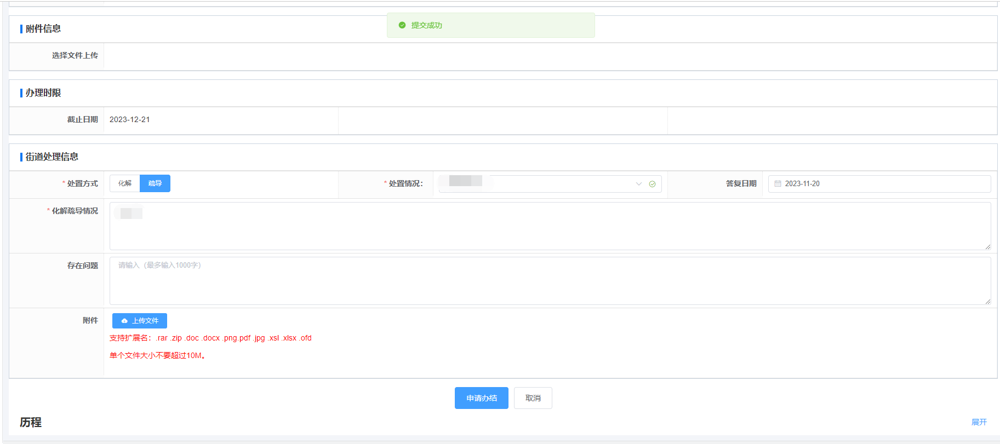 提交成功
附件信息
选择文件上传
办理时限
截止日期 2023-12-21
街道处理信息
* 处置方式 化解 疏导 * 处置情况： 答复日期 2023-11-20
* 化解疏导情况
存在问题 请输入（最多输入1000字）
附件 上传文件
支持扩展名：.rar .zip .doc .docx .png.pdf .jpg .xsl .xlsx .ofd
单个文件大小不要超过10M。
申请办结 取消
历程 展开